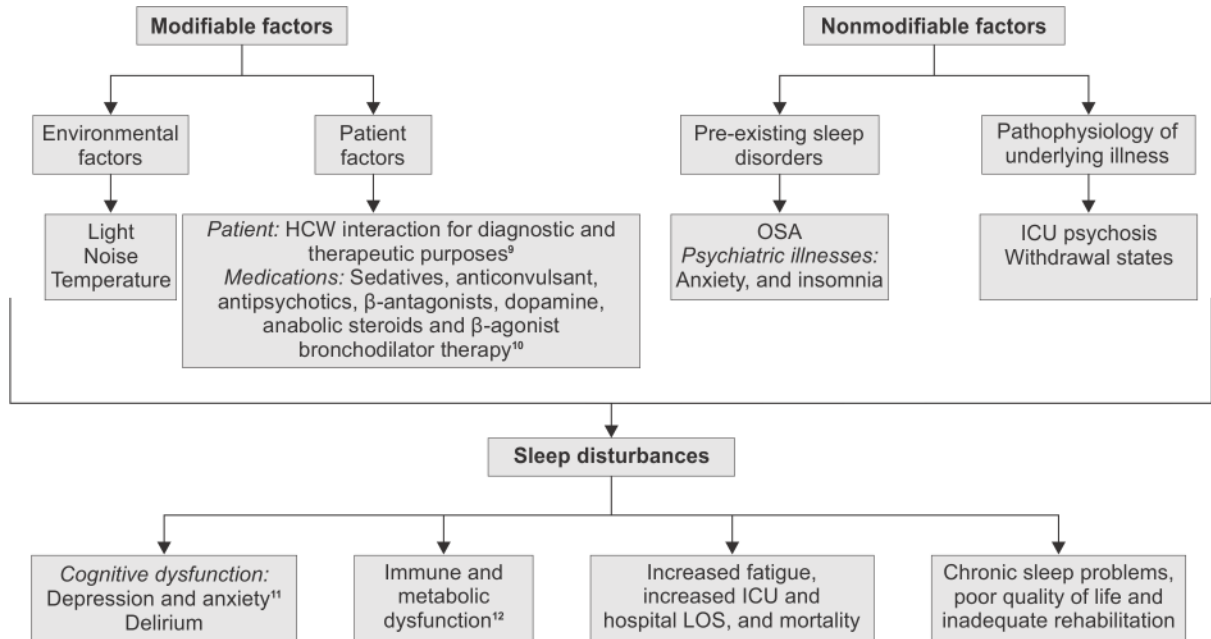 Modifiable factors
Nonmodifiable factors
Environmental
factors
Patient
factors
Pre-existing sleep
disorders
Pathophysiology of
underlying illness
Light
Noise
Temperature
Patient: HCW interaction for diagnostic and
therapeutic purposes⁹
Medications: Sedatives, anticonvulsant,
antipsychotics, β-antagonists, dopamine,
anabolic steroids and β-agonist
bronchodilator therapy¹⁰
OSA
Psychiatric illnesses:
Anxiety, and insomnia
ICU psychosis
Withdrawal states
Sleep disturbances
Cognitive dysfunction:
Depression and anxiety¹¹
Delirium
Immune and
metabolic
dysfunction¹²
Increased fatigue,
increased ICU and
hospital LOS, and mortality
Chronic sleep problems,
poor quality of life and
inadequate rehabilitation